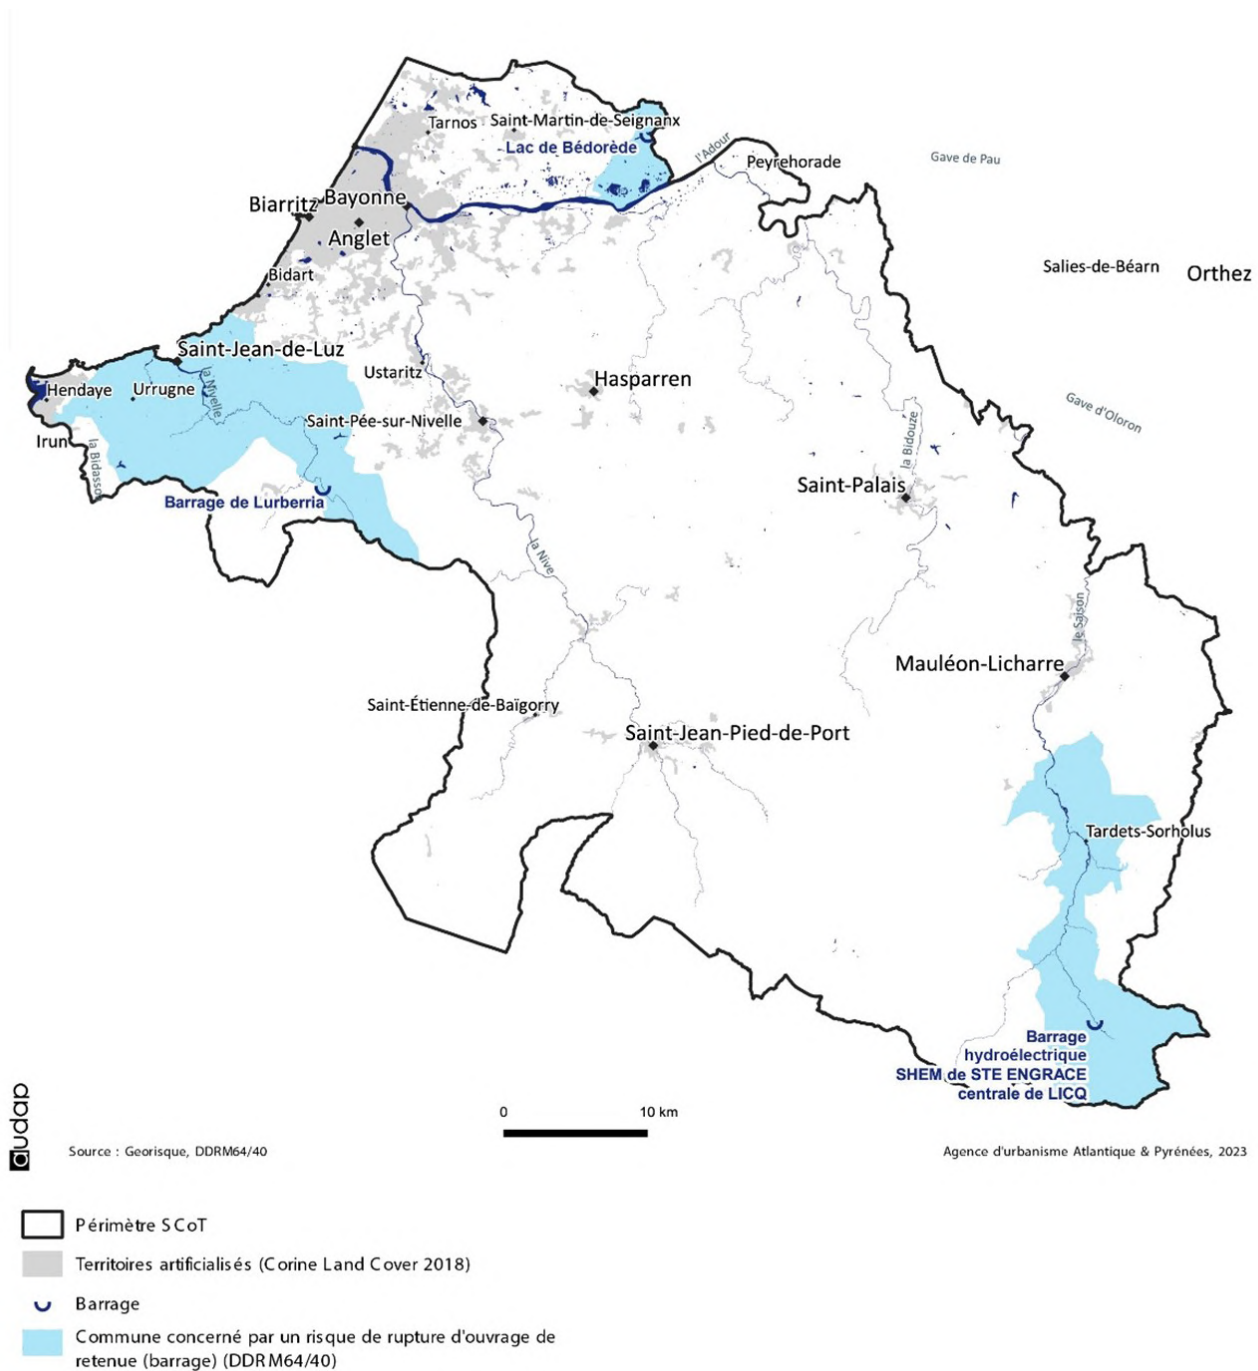 Tarnos
Saint-Martin-de-Seignanx
Lac de Bédorède
l'Adour
Peyrehorade
Gave de Pau
Biarritz
Bayonne
Anglet
Salies-de-Béarn
Orthez
Bidart
Saint-Jean-de-Luz
Ustaritz
Hasparren
Hendaye
Urrugne
la Nivelle
Gave d'Oloron
Saint-Pée-sur-Nivelle
la Bidouze
Irun
la Bidasso
Saint-Palais
Barrage de Lurberria
la Nive
le Saison
Mauléon-Licharre
Saint-Étienne-de-Baïgorry
Saint-Jean-Pied-de-Port
Tardets-Sorholus
Barrage
hydroélectrique
SHEM de STE ENGRACE
centrale de LICQ
0
10 km
audap
Source : Georisque, DDRM64/40
Agence d'urbanisme Atlantique & Pyrénées, 2023
Périmètre SCoT
Territoires artificialisés (Corine Land Cover 2018)
Barrage
Commune concerné par un risque de rupture d'ouvrage de
retenue (barrage) (DDRM64/40)